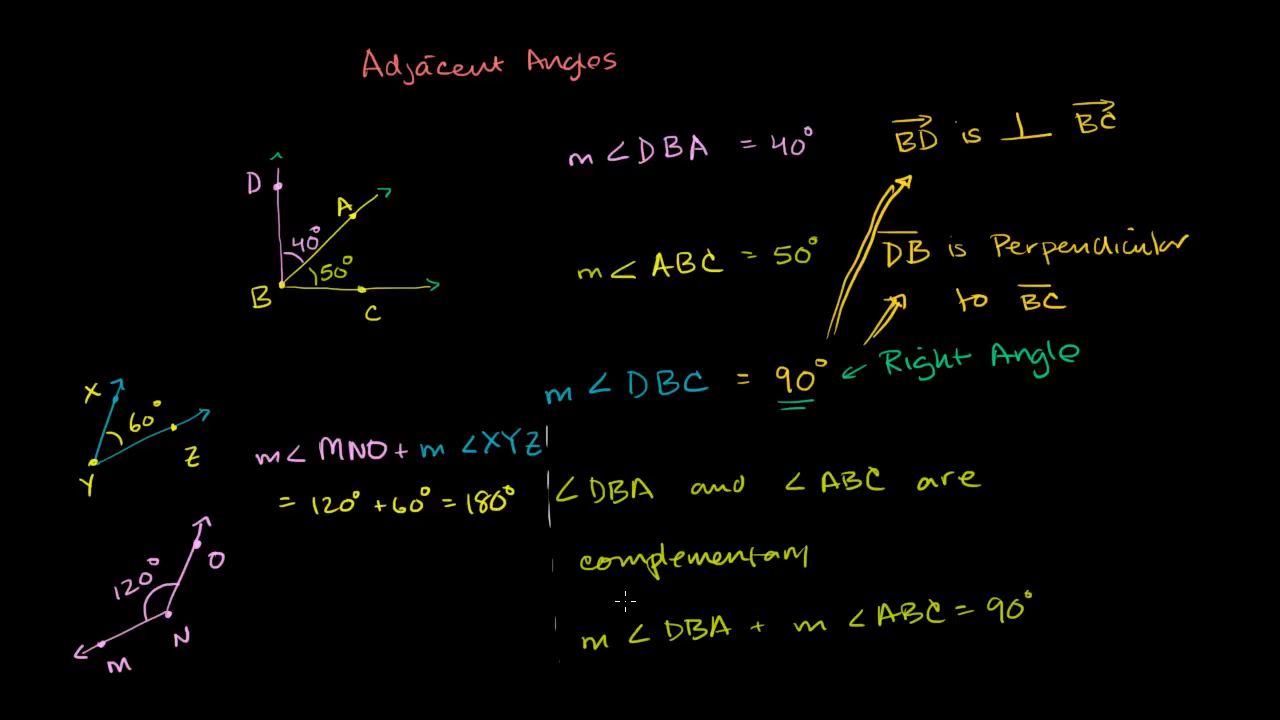 Adjacent Angles
m∠DBA = 40°
BD is ⊥ BC
D
A
40°
50°
B
C
m∠ABC = 50°
DB is Perpendicular
to BC
m∠DBC = 90° ← Right Angle
X
60°
Z
Y
m∠MNO + m∠XYZ
= 120° + 60° = 180°
∠DBA and ∠ABC are
complementary
m∠DBA + m∠ABC = 90°
O
120°
N
M